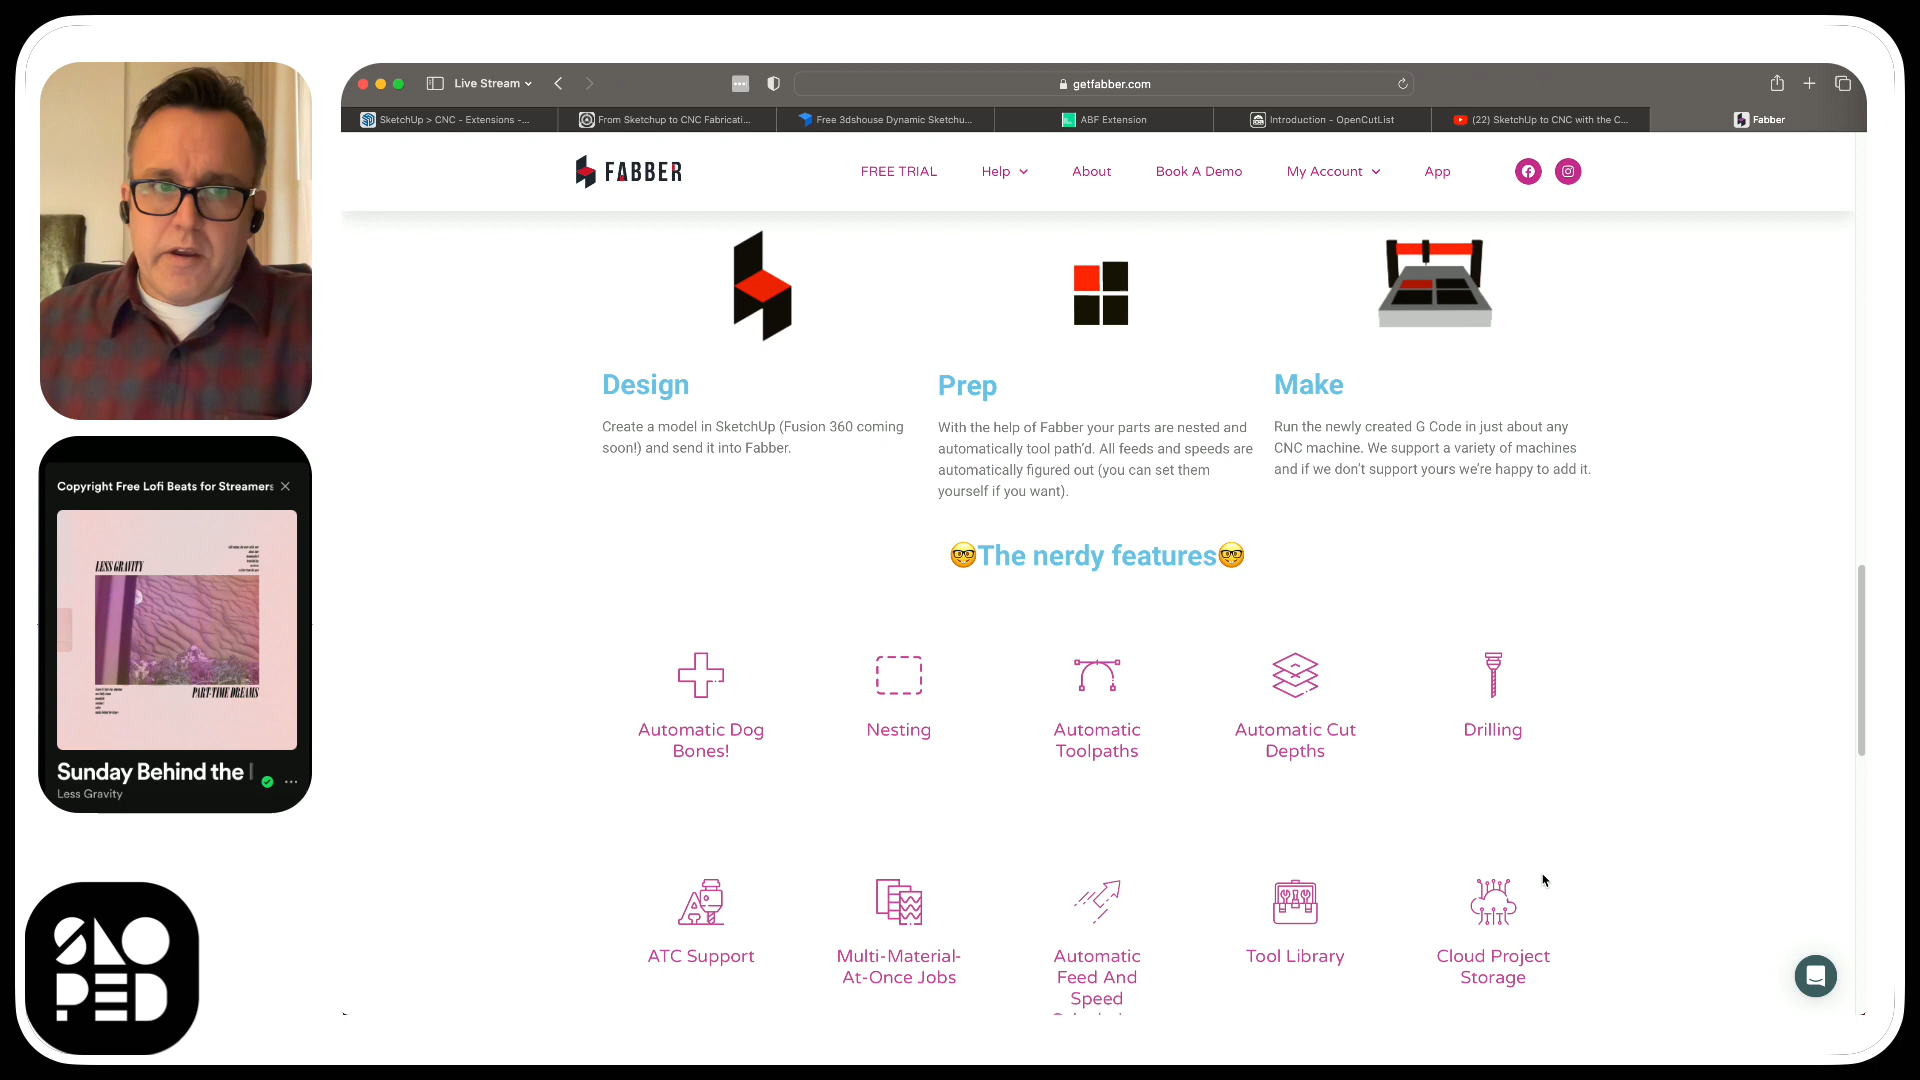 Live Stream
getfabber.com
SketchUp > CNC - Extensions -...
From Sketchup to CNC Fabricati...
Free 3dshouse Dynamic Sketchu...
ABF Extension
Introduction - OpenCutList
(22) SketchUp to CNC with the C...
Fabber
FABBER
FREE TRIAL
Help
About
Book A Demo
My Account
App
Design
Create a model in SketchUp (Fusion 360 coming
soon!) and send it into Fabber.
Prep
With the help of Fabber your parts are nested and
automatically tool path'd. All feeds and speeds are
automatically figured out (you can set them
yourself if you want).
Make
Run the newly created G Code in just about any
CNC machine. We support a variety of machines
and if we don't support yours we're happy to add it.
🤓The nerdy features🤓
Automatic Dog
Bones!
Nesting
Automatic
Toolpaths
Automatic Cut
Depths
Drilling
ATC Support
Multi-Material-
At-Once Jobs
Automatic
Feed And
Speed
Tool Library
Cloud Project
Storage
Copyright Free Lofi Beats for Streamers
LESS GRAVITY
PART-TIME DREAMS
Sunday Behind the
Less Gravity
SLOPED